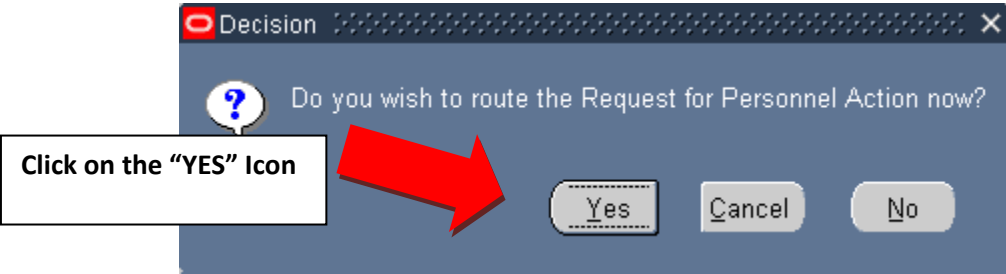 Decision
?
Do you wish to route the Request for Personnel Action now?
Click on the “YES” Icon
Yes Cancel No